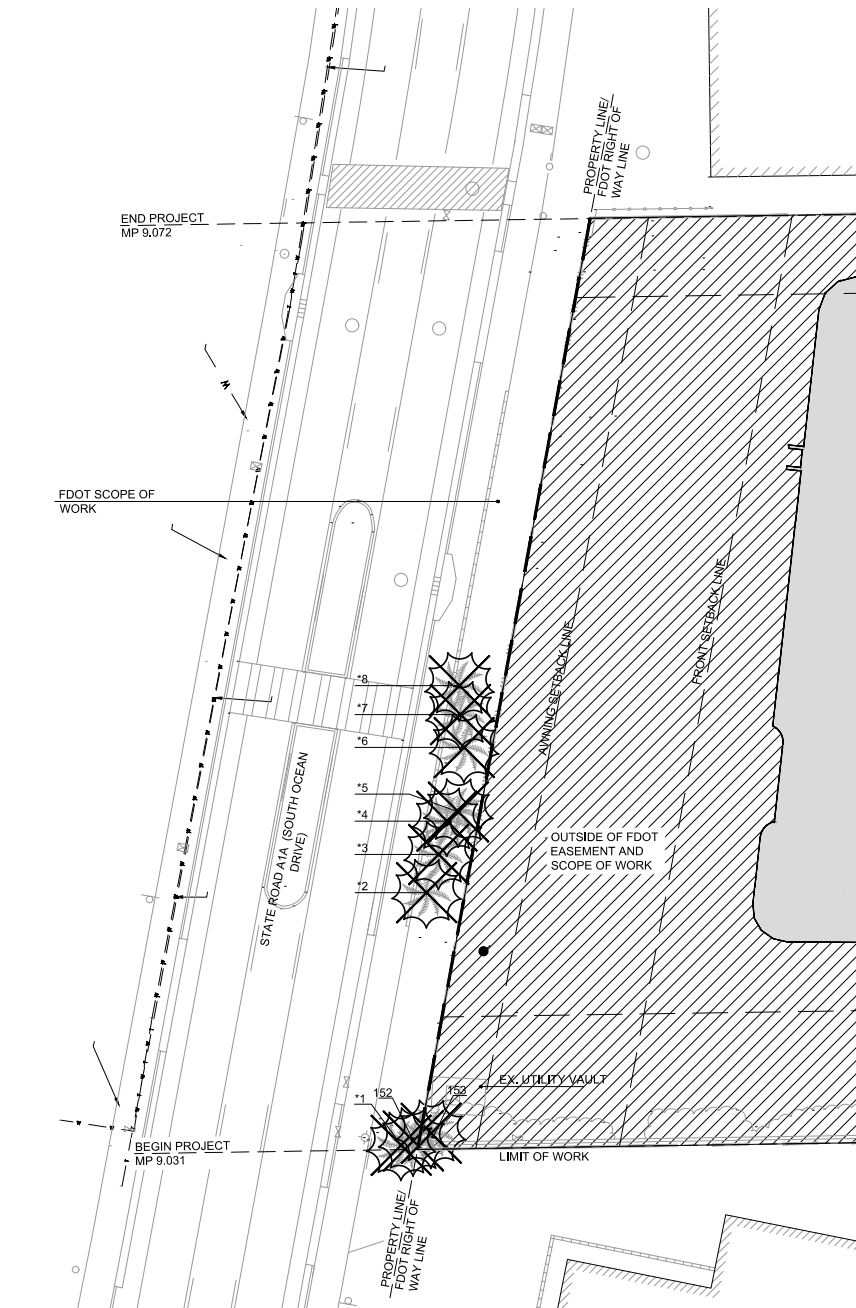 PROPERTY LINE/
FDOT RIGHT OF
WAY LINE
END PROJECT
MP 9.072
W
FDOT SCOPE OF
WORK
FRONT SETBACK LINE
AWNING SETBACK LINE
*8
*7
*6
*5
*4
*3
*2
STATE ROAD A1A (SOUTH OCEAN
DRIVE)
OUTSIDE OF FDOT
EASEMENT AND
SCOPE OF WORK
EX. UTILITY VAULT
*1
152
153
BEGIN PROJECT
MP 9.031
LIMIT OF WORK
PROPERTY LINE/
FDOT RIGHT OF
WAY LINE